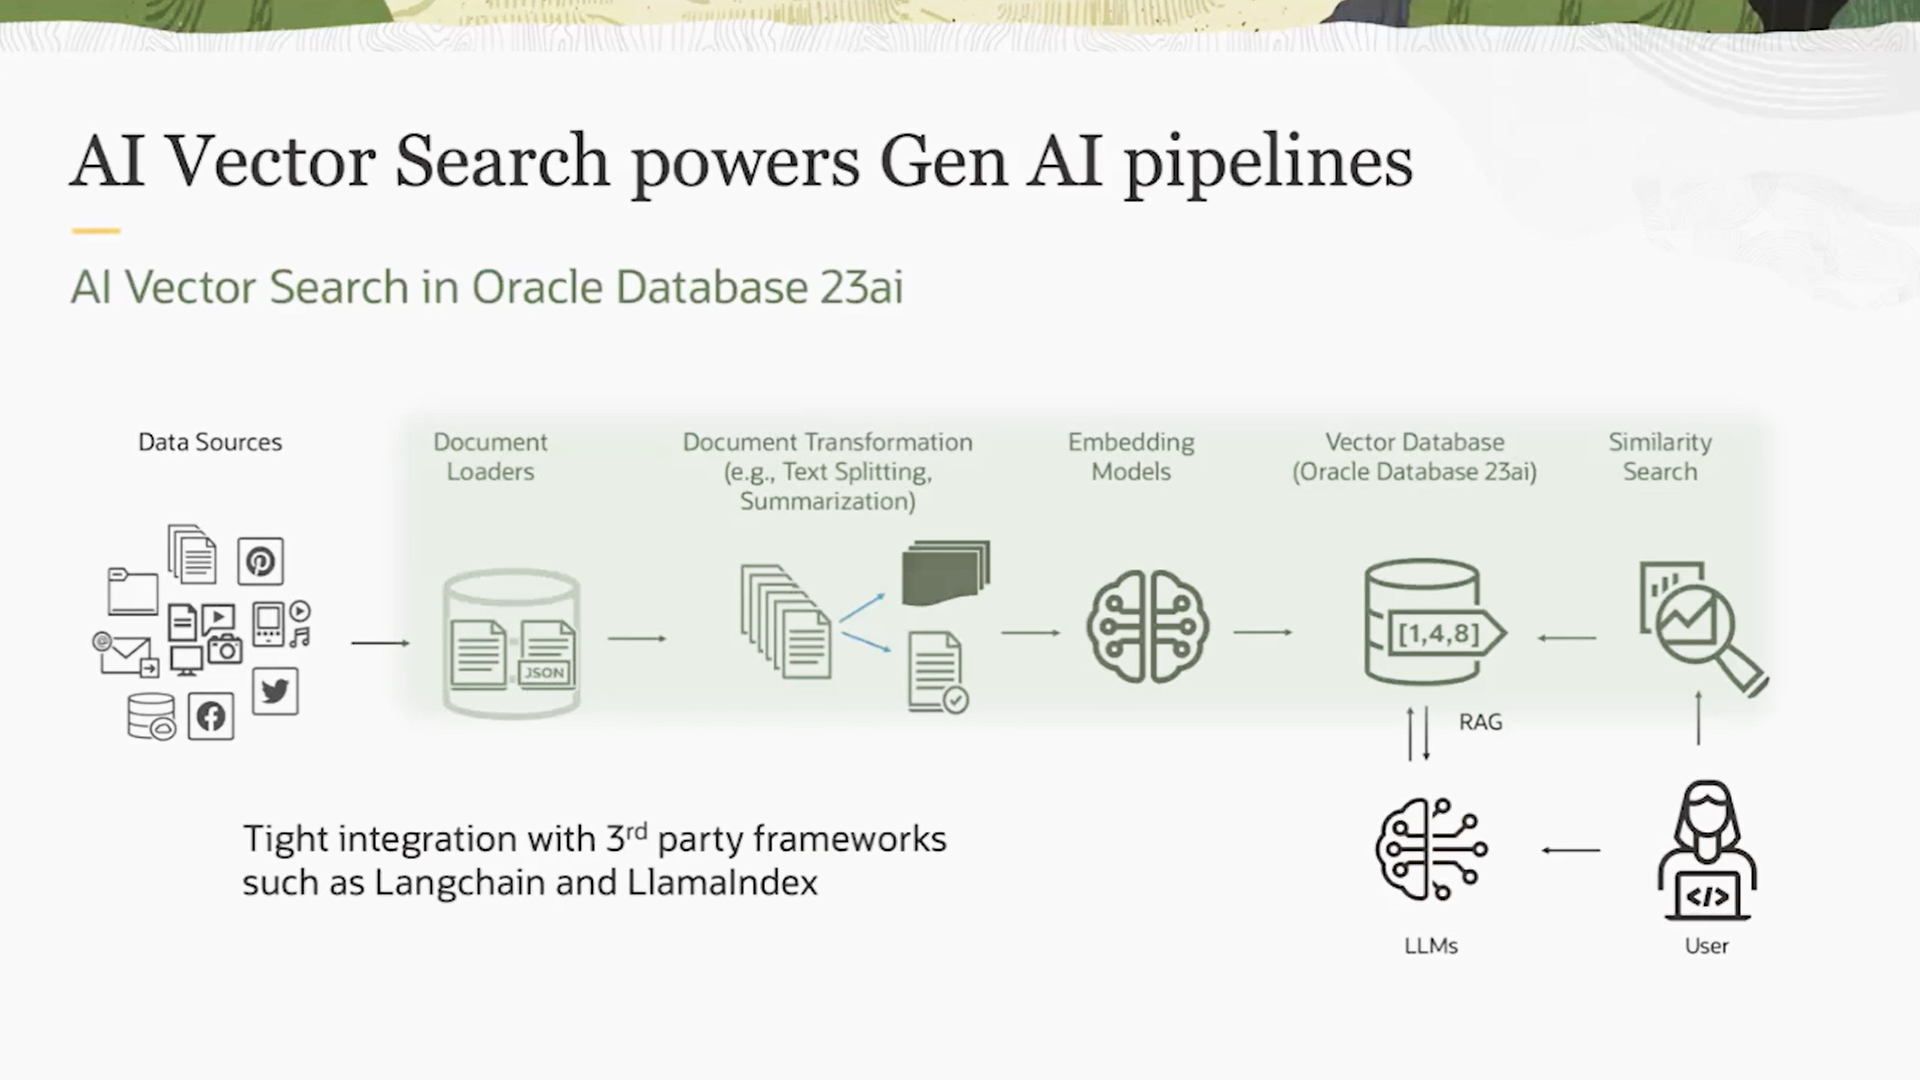 AI Vector Search powers Gen AI pipelines
AI Vector Search in Oracle Database 23ai
Data Sources
Document
Loaders
Document Transformation
(e.g., Text Splitting,
Summarization)
Embedding
Models
Vector Database
(Oracle Database 23ai)
Similarity
Search
JSON
[1,4,8]
RAG
Tight integration with 3rd party frameworks
such as Langchain and LlamaIndex
</>
LLMs
User